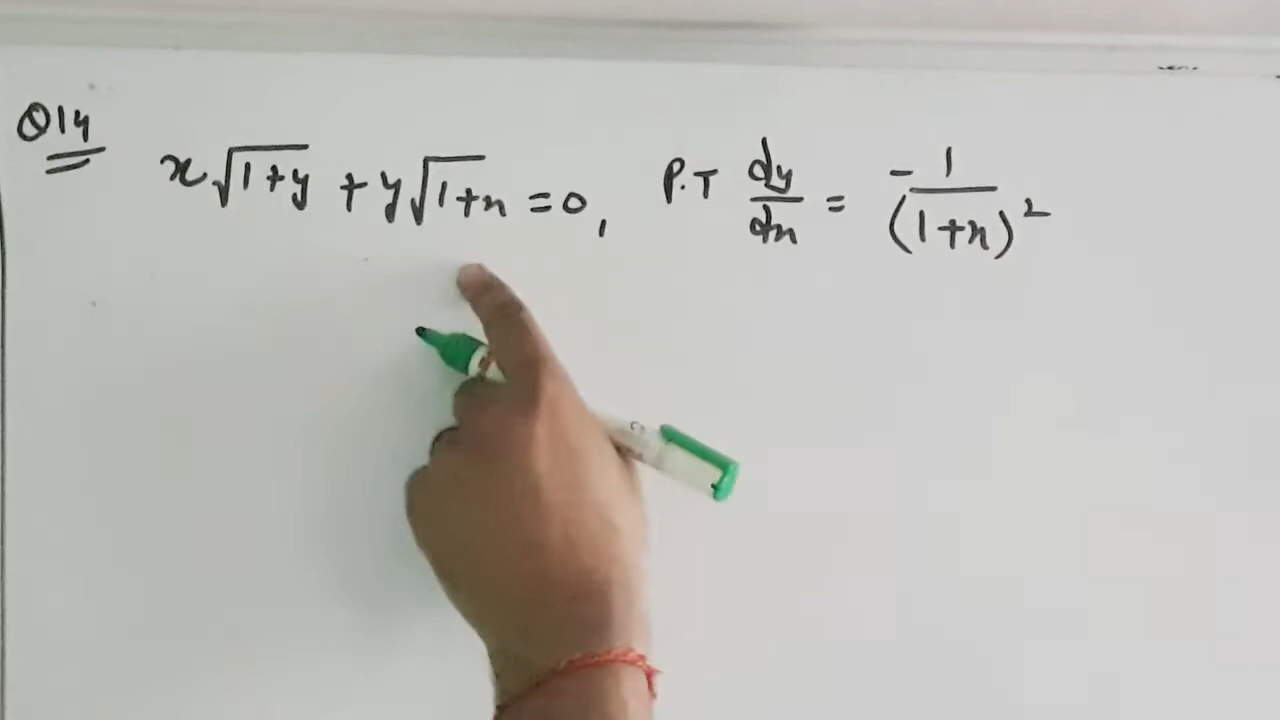 Q14
x√(1+y) + y√(1+x) = 0, P.T dy/dx = -1/(1+x)²